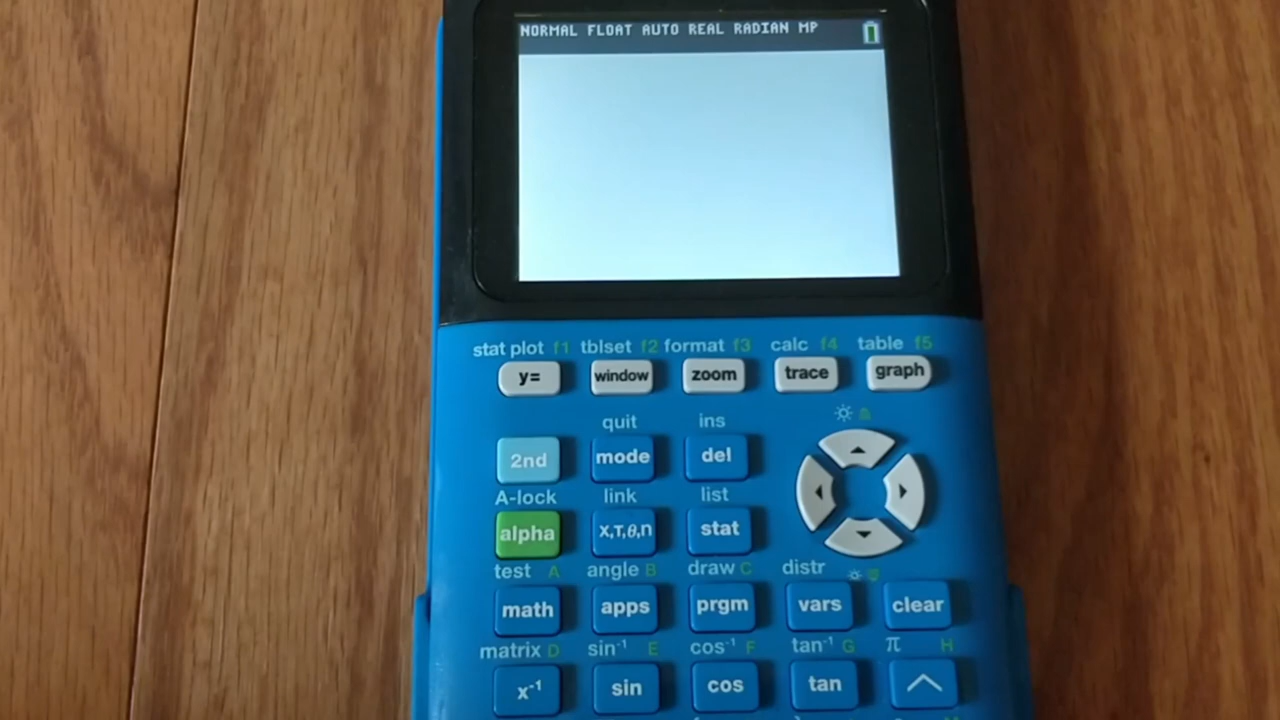 NORMAL FLOAT AUTO REAL RADIAN MP
stat plot f1 tblset f2 format f3 calc f4 table f5
y= window zoom trace graph
quit ins
2nd mode del
A-lock link list
alpha X,T,θ,n stat
test A angle B draw C distr
math apps prgm vars clear
matrix D sin⁻¹ E cos⁻¹ F tan⁻¹ G π H
x⁻¹ sin cos tan ^